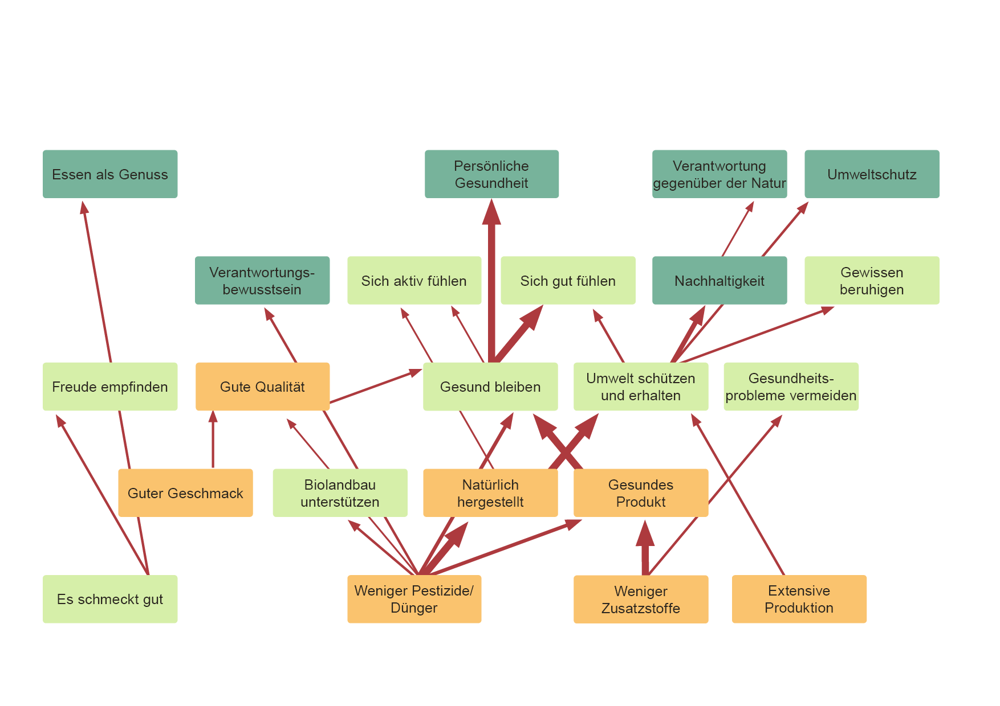 Essen als Genuss
Persönliche
Gesundheit
Verantwortung
gegenüber der Natur
Umweltschutz
Verantwortungs-
bewusstsein
Sich aktiv fühlen
Sich gut fühlen
Nachhaltigkeit
Gewissen
beruhigen
Freude empfinden
Gute Qualität
Gesund bleiben
Umwelt schützen
und erhalten
Gesundheits-
probleme vermeiden
Guter Geschmack
Biolandbau
unterstützen
Natürlich
hergestellt
Gesundes
Produkt
Es schmeckt gut
Weniger Pestizide/
Dünger
Weniger
Zusatzstoffe
Extensive
Produktion